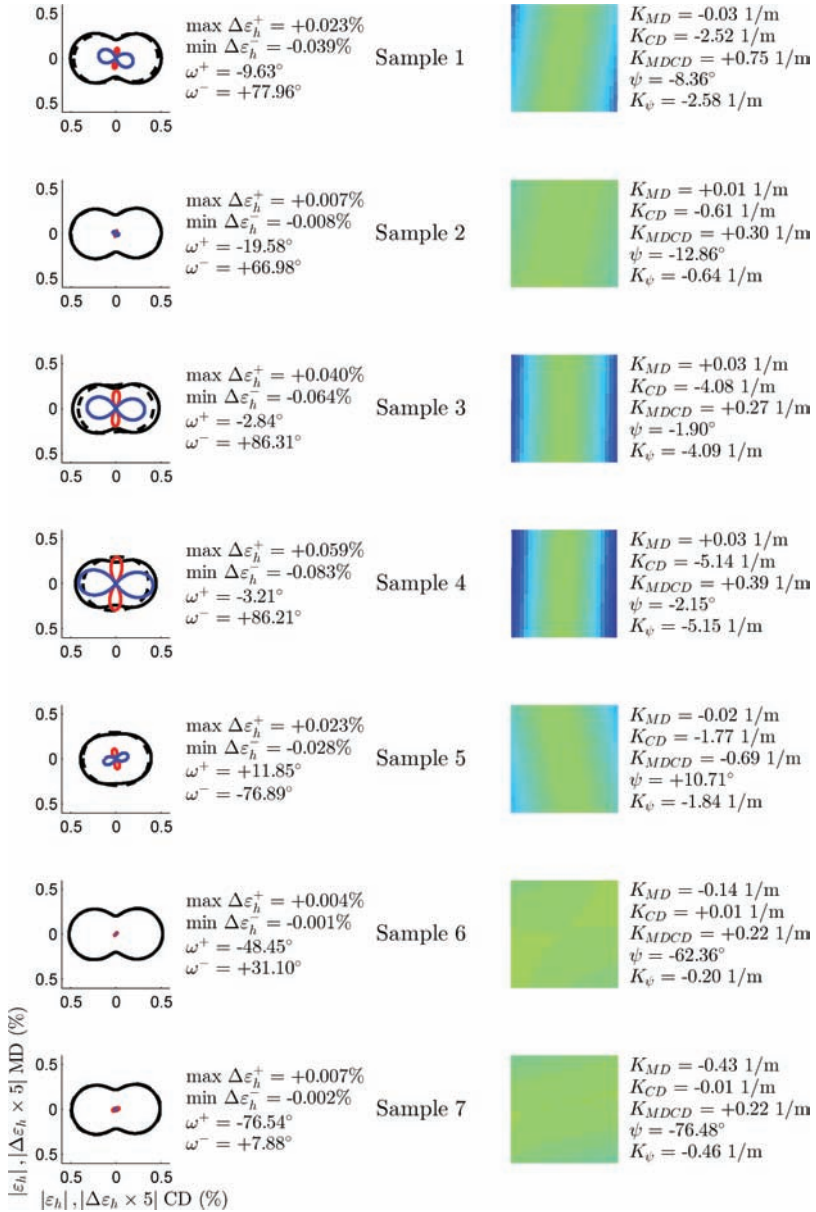 0.5
0
0.5
0.5 0 0.5
max Δε_h^+ = +0.023%
min Δε_h^- = -0.039%
ω^+ = -9.63°
ω^- = +77.96°
Sample 1
K_MD = -0.03 1/m
K_CD = -2.52 1/m
K_MDCD = +0.75 1/m
ψ = -8.36°
K_ψ = -2.58 1/m
0.5
0
0.5
0.5 0 0.5
max Δε_h^+ = +0.007%
min Δε_h^- = -0.008%
ω^+ = -19.58°
ω^- = +66.98°
Sample 2
K_MD = +0.01 1/m
K_CD = -0.61 1/m
K_MDCD = +0.30 1/m
ψ = -12.86°
K_ψ = -0.64 1/m
0.5
0
0.5
0.5 0 0.5
max Δε_h^+ = +0.040%
min Δε_h^- = -0.064%
ω^+ = -2.84°
ω^- = +86.31°
Sample 3
K_MD = +0.03 1/m
K_CD = -4.08 1/m
K_MDCD = +0.27 1/m
ψ = -1.90°
K_ψ = -4.09 1/m
0.5
0
0.5
0.5 0 0.5
max Δε_h^+ = +0.059%
min Δε_h^- = -0.083%
ω^+ = -3.21°
ω^- = +86.21°
Sample 4
K_MD = +0.03 1/m
K_CD = -5.14 1/m
K_MDCD = +0.39 1/m
ψ = -2.15°
K_ψ = -5.15 1/m
0.5
0
0.5
0.5 0 0.5
max Δε_h^+ = +0.023%
min Δε_h^- = -0.028%
ω^+ = +11.85°
ω^- = -76.89°
Sample 5
K_MD = -0.02 1/m
K_CD = -1.77 1/m
K_MDCD = -0.69 1/m
ψ = +10.71°
K_ψ = -1.84 1/m
0.5
0
0.5
0.5 0 0.5
max Δε_h^+ = +0.004%
min Δε_h^- = -0.001%
ω^+ = -48.45°
ω^- = +31.10°
Sample 6
K_MD = -0.14 1/m
K_CD = +0.01 1/m
K_MDCD = +0.22 1/m
ψ = -62.36°
K_ψ = -0.20 1/m
0.5
0
0.5
0.5 0 0.5
max Δε_h^+ = +0.007%
min Δε_h^- = -0.002%
ω^+ = -76.54°
ω^- = +7.88°
Sample 7
K_MD = -0.43 1/m
K_CD = -0.01 1/m
K_MDCD = +0.22 1/m
ψ = -76.48°
K_ψ = -0.46 1/m
|ε_h|, |Δε_h × 5| MD (%)
|ε_h|, |Δε_h × 5| CD (%)